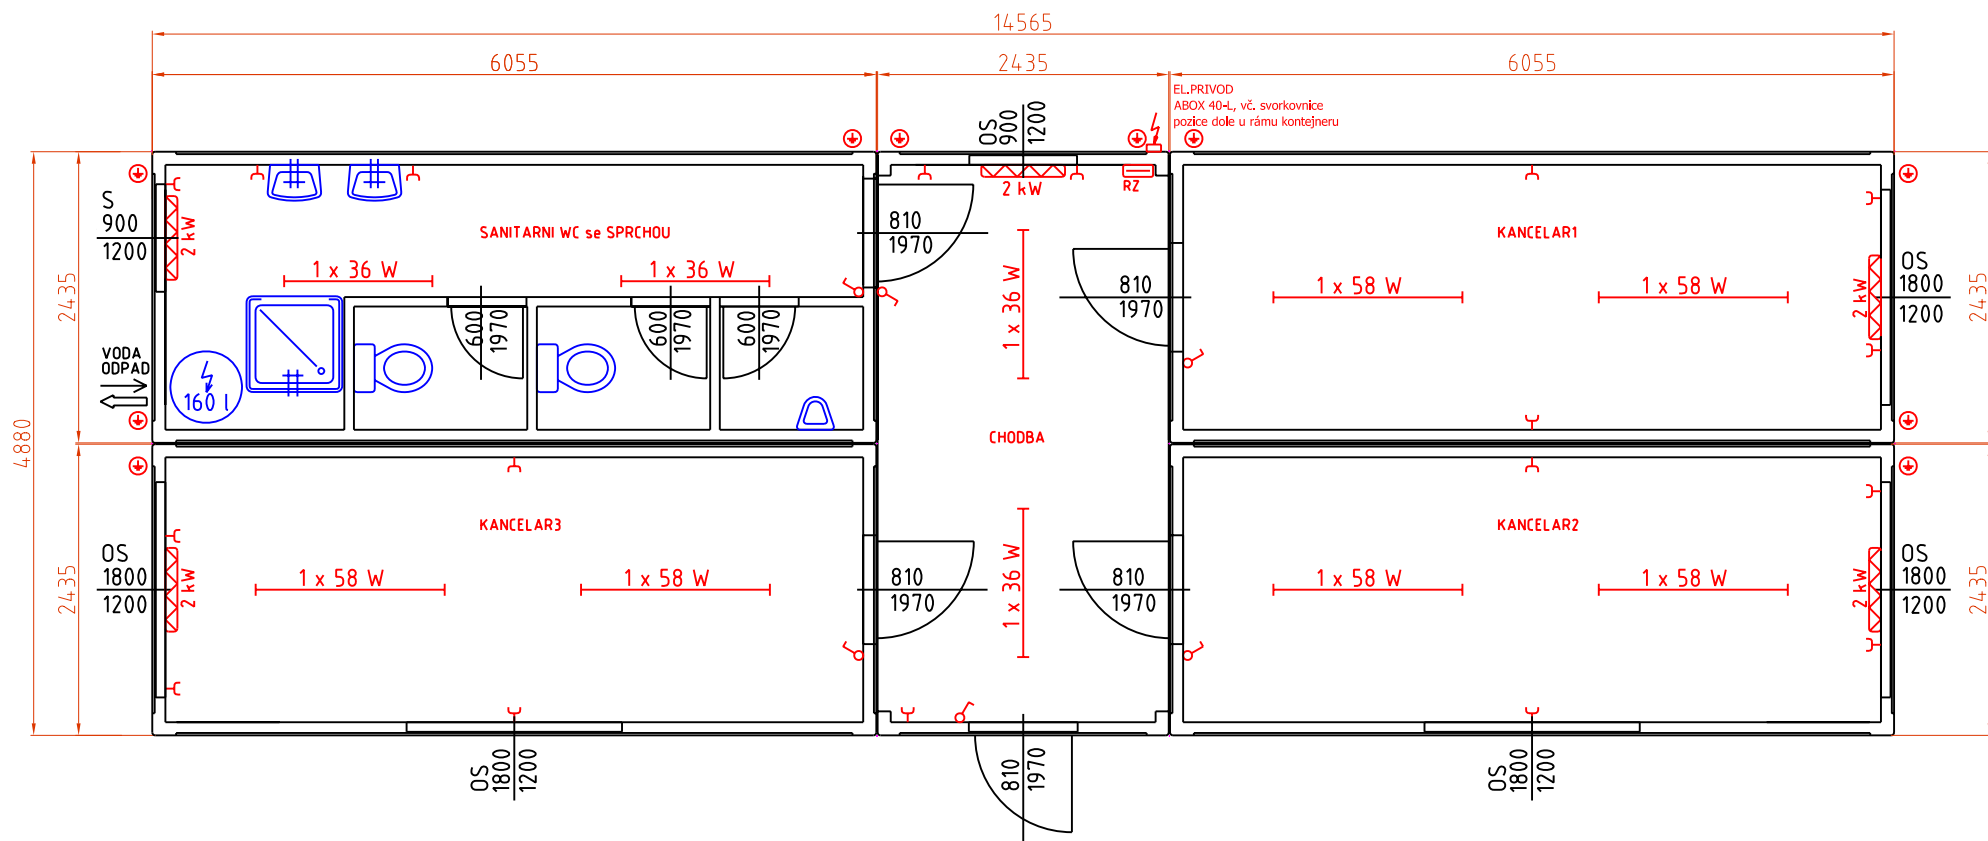 14565
6055
2435
6055
EL.PRIVOD
ABOX 40-L, vč. svorkovnice
pozice dole u rámu kontejneru
OS
900
1200
2 kW
RZ
S
900
1200
2 kW
SANITARNI WC se SPRCHOU
1 x 36 W
1 x 36 W
810
1970
1 x 36 W
810
1970
KANCELAR1
1 x 58 W
1 x 58 W
2 kW
OS
1800
1200
2435
2435
4880
VODA
ODPAD
160 l
600
1970
600
1970
600
1970
CHODBA
2435
OS
1800
1200
2 kW
KANCELAR3
1 x 58 W
1 x 58 W
810
1970
1 x 36 W
810
1970
KANCELAR2
1 x 58 W
1 x 58 W
2 kW
OS
1800
1200
2435
OS
1800
1200
810
1970
OS
1800
1200